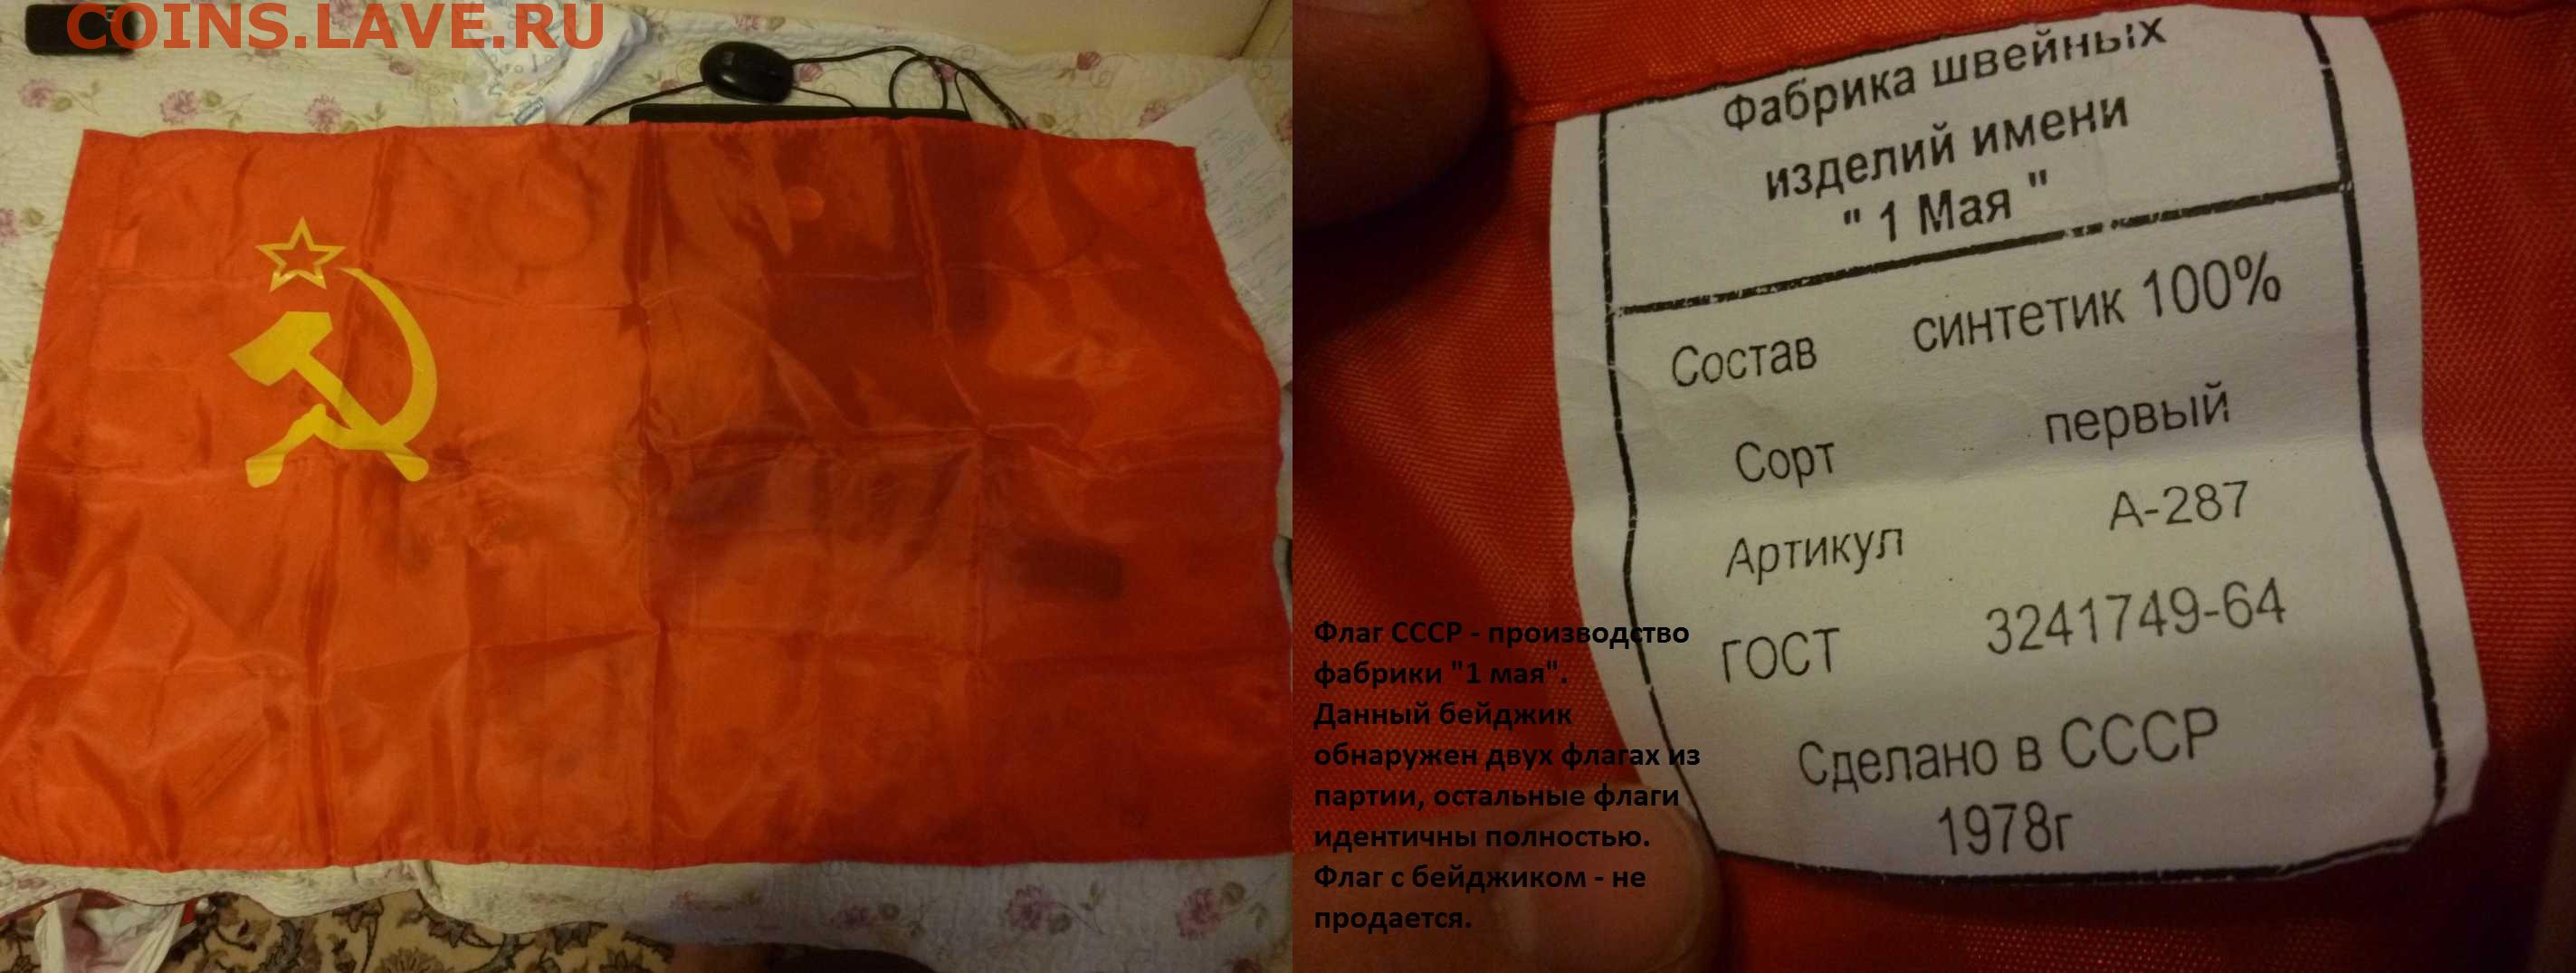 COINS.LAVE.RU
Фабрика швейных
изделий имени
" 1 Мая "
Состав синтетик 100%
Сорт первый
Артикул А-287
ГОСТ 3241749-64
Сделано в СССР
1978г
Флаг СССР - производство
фабрики "1 мая".
Данный бейджик
обнаружен двух флагах из
партии, остальные флаги
идентичны полностью.
Флаг с бейджиком - не
продается.